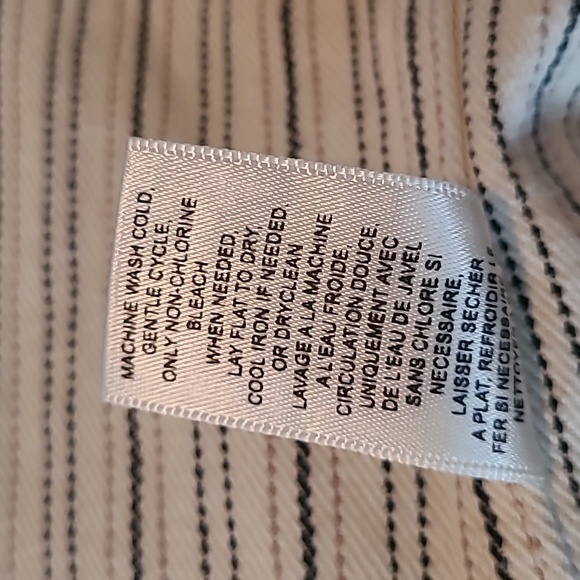 MACHINE WASH COLD,
GENTLE CYCLE.
ONLY NON-CHLORINE
BLEACH
WHEN NEEDED.
LAY FLAT TO DRY
COOL IRON IF NEEDED.
OR DRYCLEAN
LAVAGE A LA MACHINE
A L'EAU FROIDE.
CIRCULATION DOUCE.
UNIQUEMENT AVEC
DE L'EAU DE JAVEL
SANS CHLORE SI
NECESSAIRE,
LAISSER SECHER
A PLAT, REFROIDIR LE
FER SI NECESSAIRE